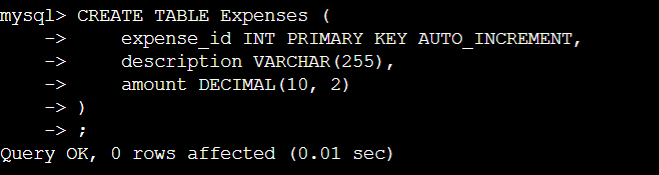 mysql> CREATE TABLE Expenses (
    ->     expense_id INT PRIMARY KEY AUTO_INCREMENT,
    ->     description VARCHAR(255),
    ->     amount DECIMAL(10, 2)
    -> )
    -> ;
Query OK, 0 rows affected (0.01 sec)